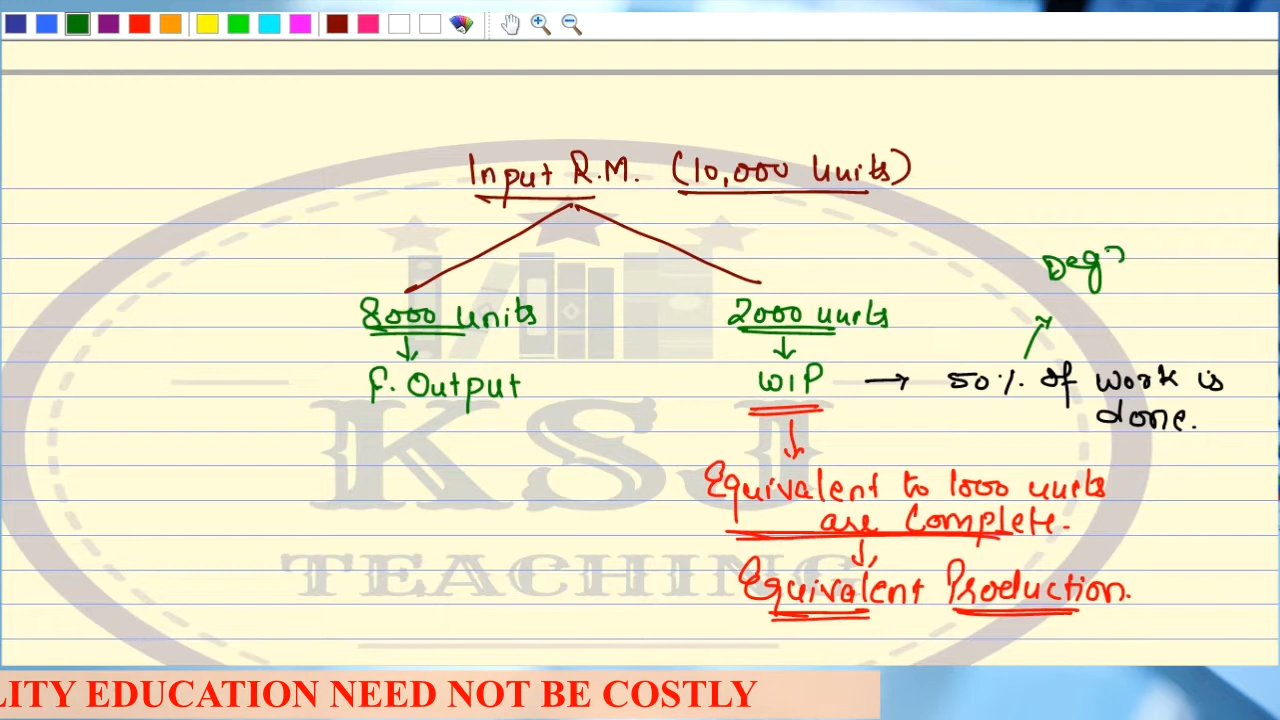 Input R.M. (10,000 units)
Deg
8000 units
2000 units
F. Output
WIP → 50% of work is
done.
Equivalent to 1000 units
are Complete.
Equivalent Production.
KSJ
TEACHING
LITY EDUCATION NEED NOT BE COSTLY